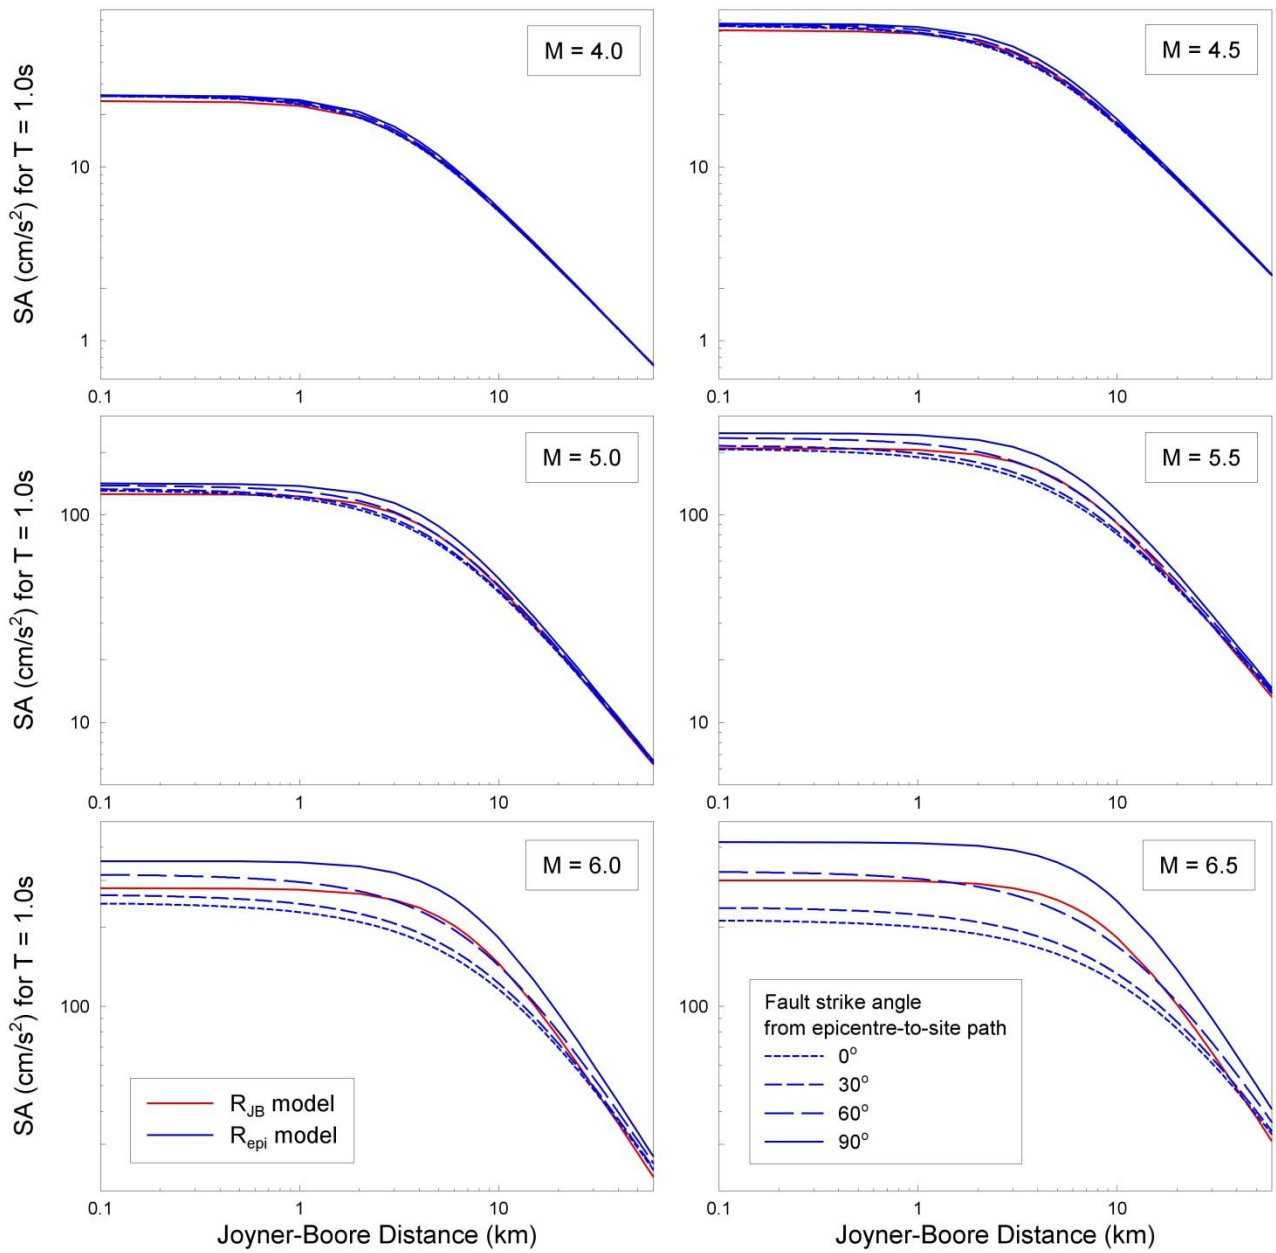 M = 4.0
M = 4.5
SA (cm/s²) for T = 1.0s
10
1
0.1
1
10
10
1
0.1
1
10
M = 5.0
M = 5.5
SA (cm/s²) for T = 1.0s
100
10
0.1
1
10
100
10
0.1
1
10
M = 6.0
M = 6.5
SA (cm/s²) for T = 1.0s
100
R_JB model
R_epi model
0.1
1
10
Joyner-Boore Distance (km)
100
Fault strike angle
from epicentre-to-site path
0°
30°
60°
90°
0.1
1
10
Joyner-Boore Distance (km)